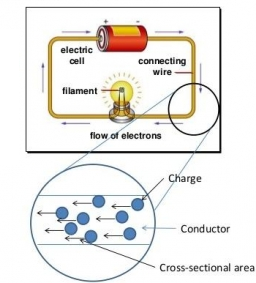 + -
electric
cell
connecting
wire
filament
flow of electrons
Charge
Conductor
Cross-sectional area